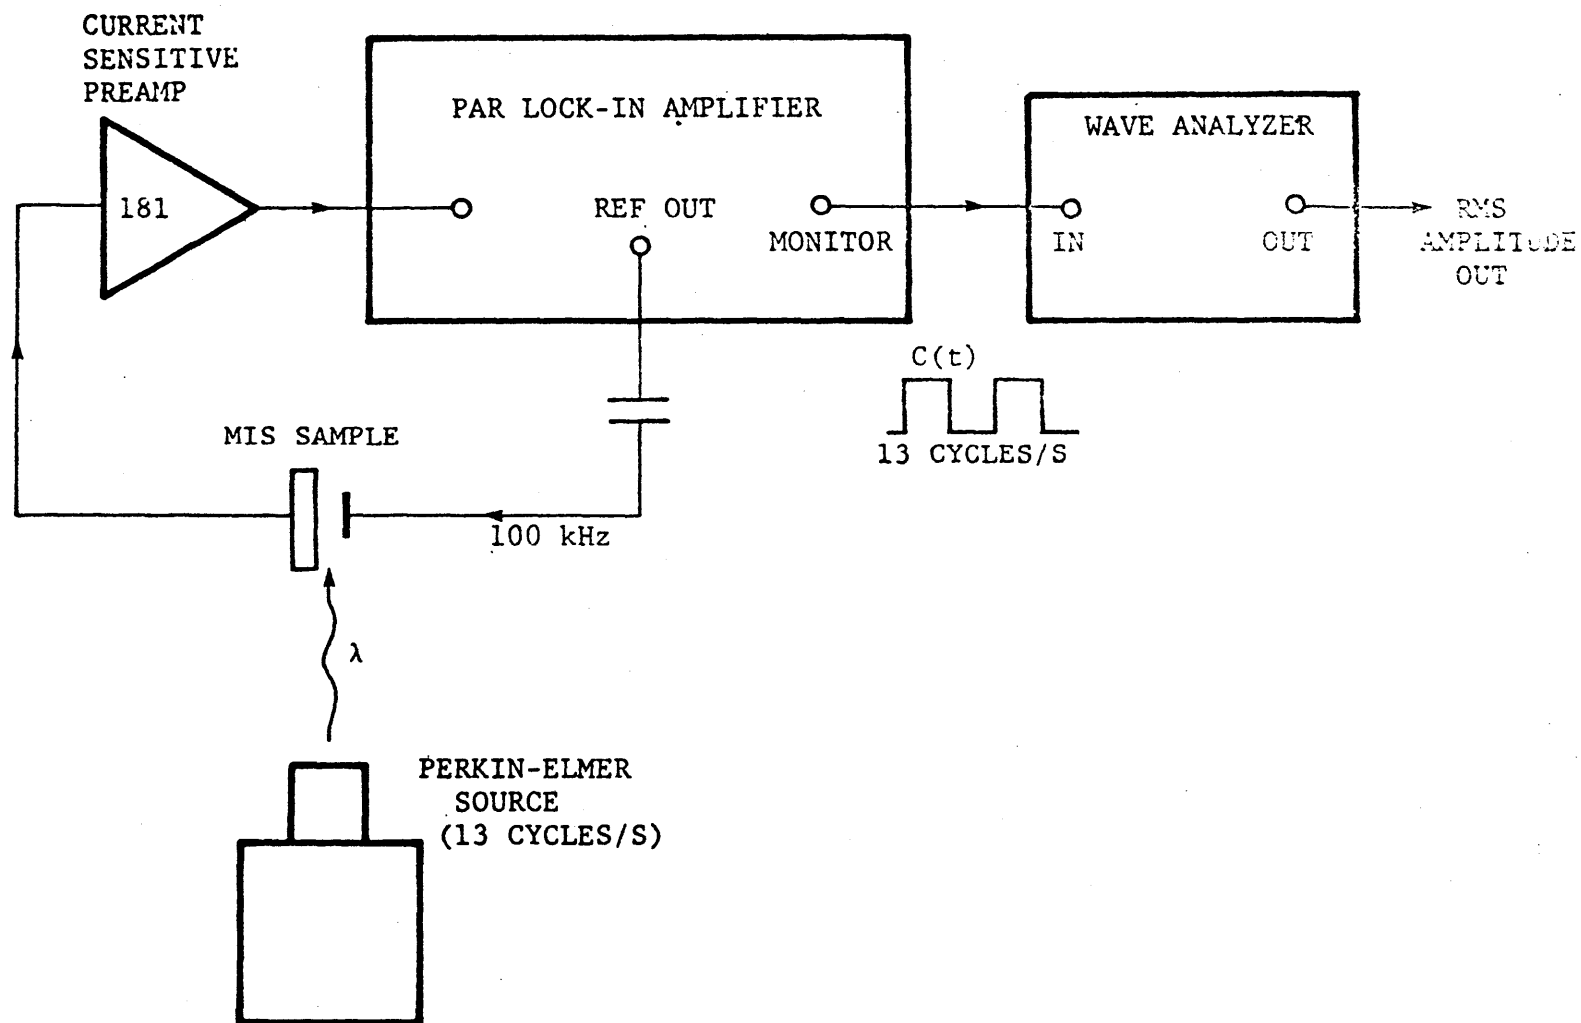 CURRENT
SENSITIVE
PREAMP
181
PAR LOCK-IN AMPLIFIER
REF OUT
MONITOR
WAVE ANALYZER
IN
OUT
RMS
AMPLITUDE
OUT
C(t)
13 CYCLES/S
MIS SAMPLE
100 kHz
λ
PERKIN-ELMER
SOURCE
(13 CYCLES/S)